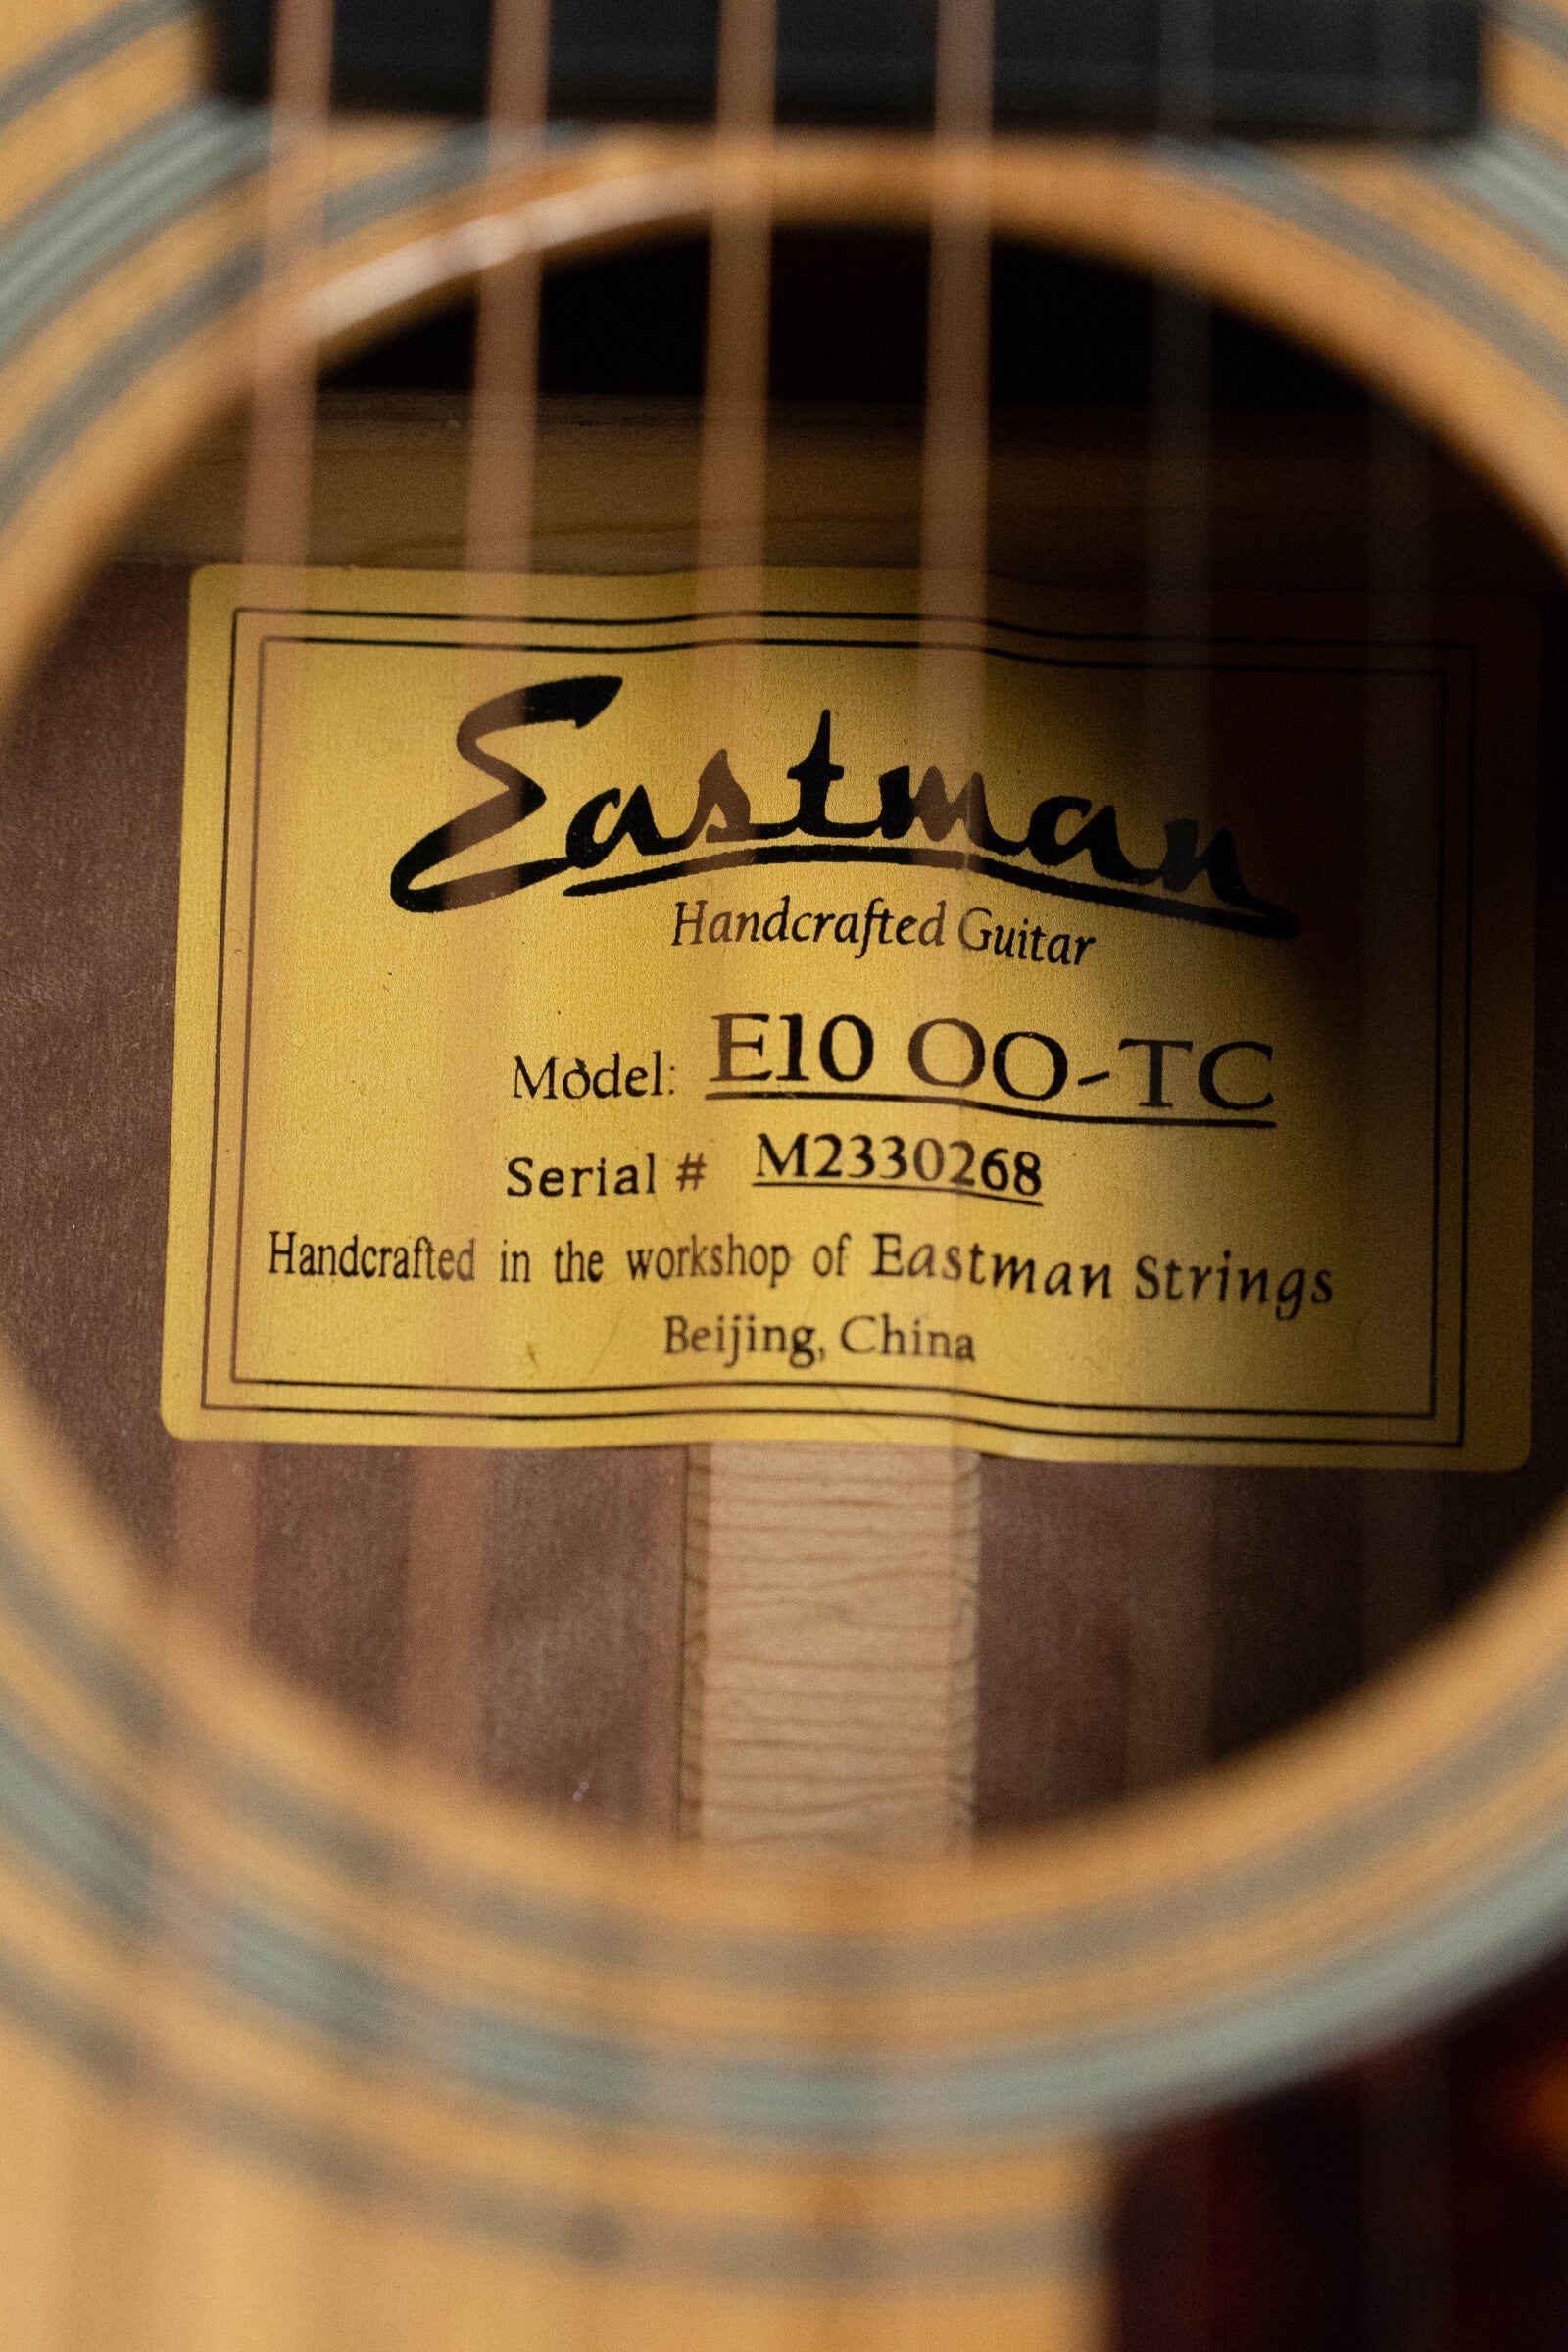 Eastman
Handcrafted Guitar
Model: E10 OO-TC
Serial # M2330268
Handcrafted in the workshop of Eastman Strings
Beijing, China